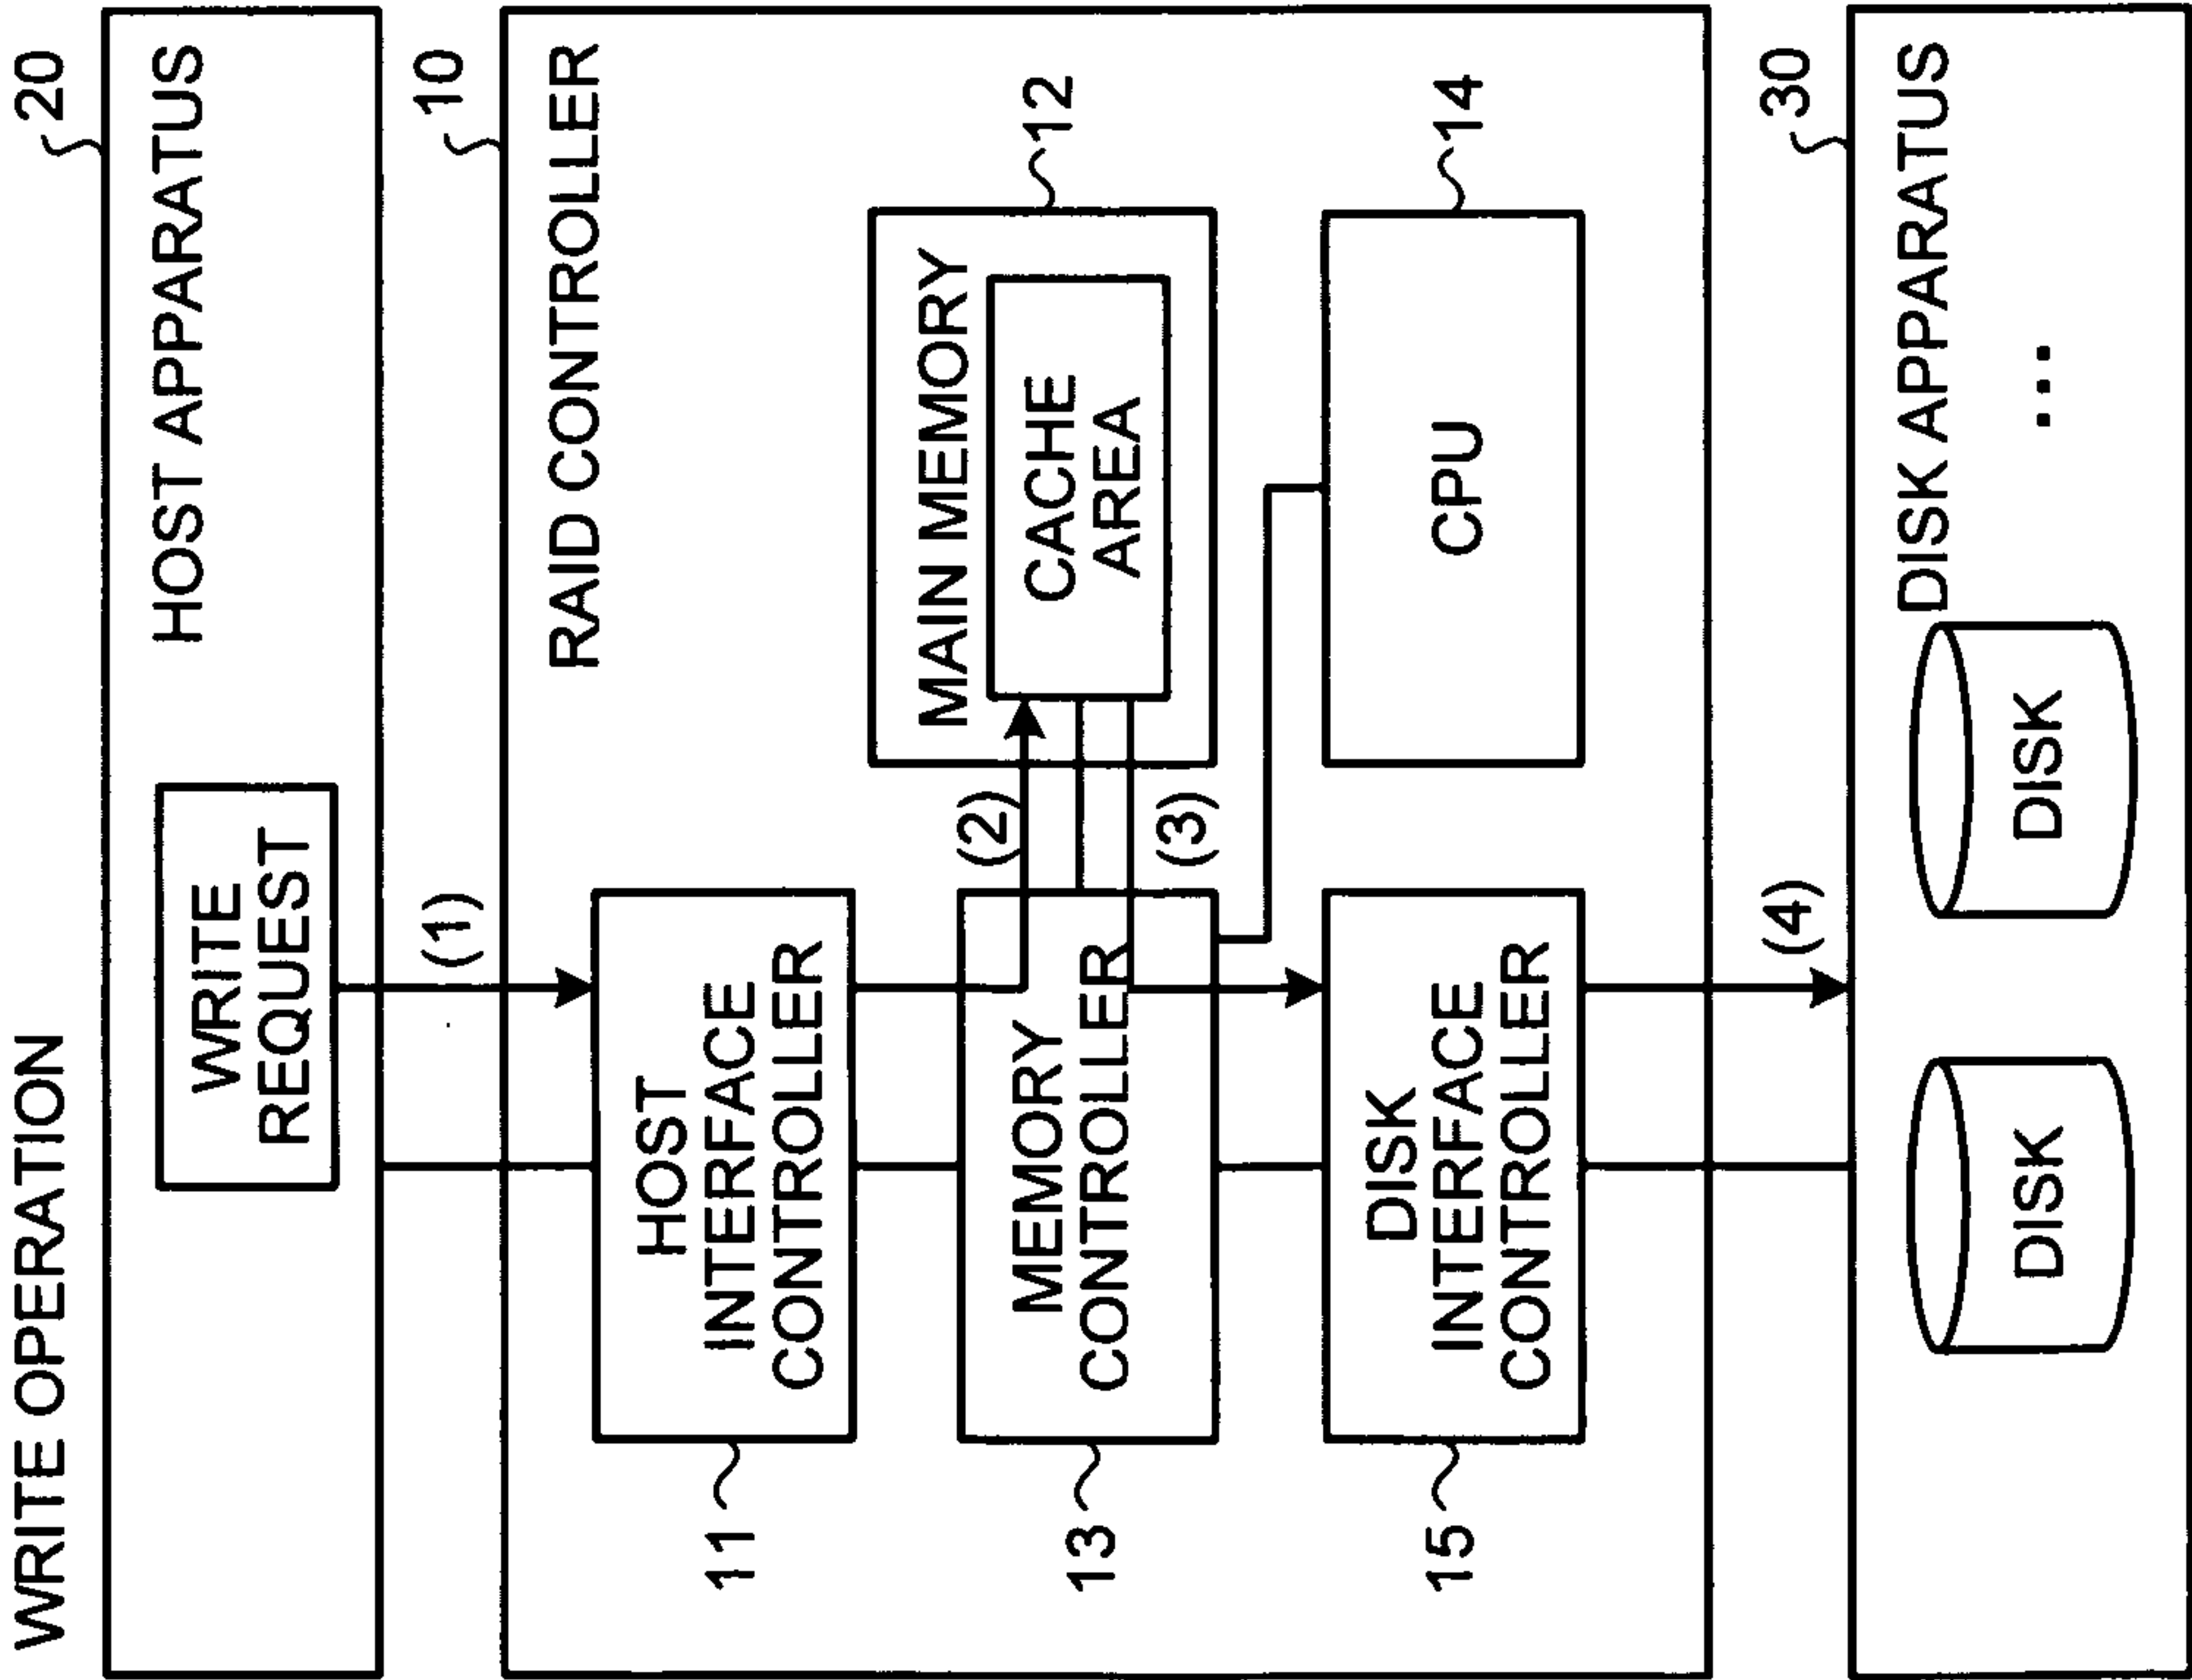 WRITE OPERATION
20
HOST APPARATUS
WRITE
REQUEST
(1)
10
RAID CONTROLLER
11
HOST
INTERFACE
CONTROLLER
(2)
MAIN MEMORY
12
CACHE
AREA
13
MEMORY
CONTROLLER
(3)
14
CPU
15
DISK
INTERFACE
CONTROLLER
(4)
30
DISK APPARATUS
DISK
DISK
...